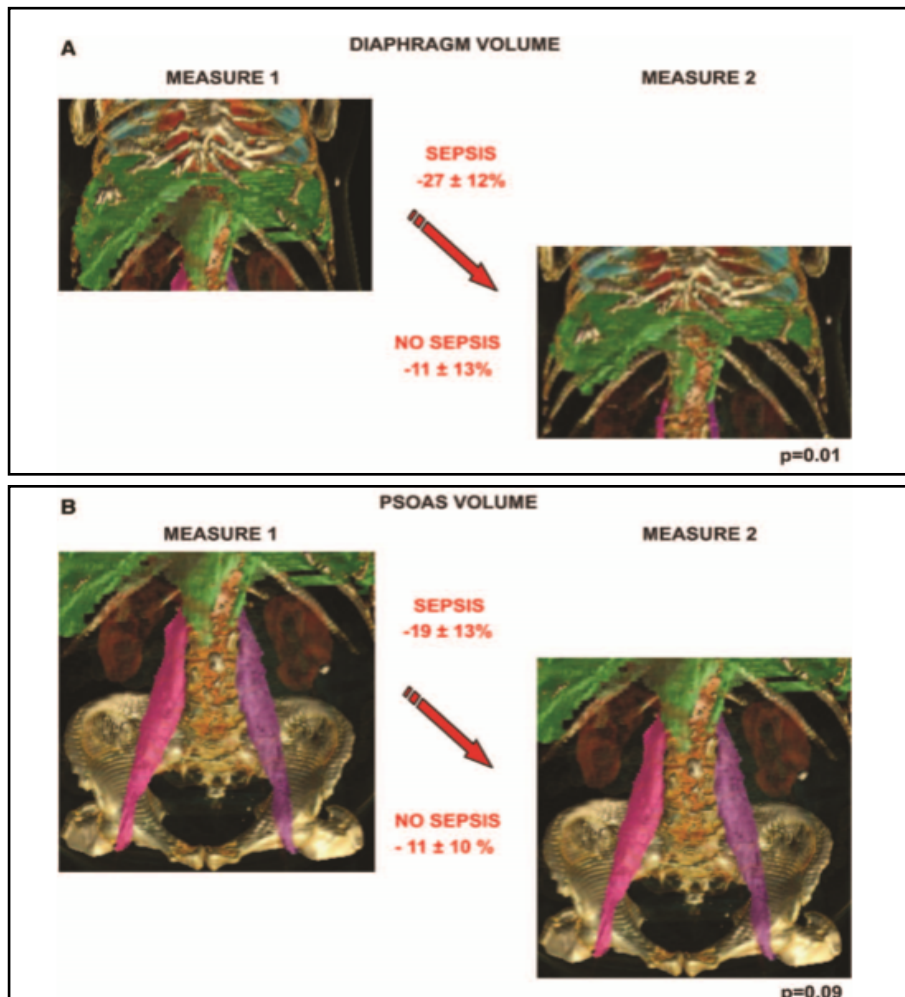 A
DIAPHRAGM VOLUME
MEASURE 1
MEASURE 2
SEPSIS
-27 ± 12%
NO SEPSIS
-11 ± 13%
p=0.01
B
PSOAS VOLUME
MEASURE 1
MEASURE 2
SEPSIS
-19 ± 13%
NO SEPSIS
- 11 ± 10 %
p=0.09